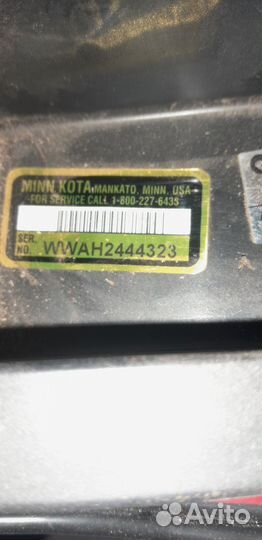 MINN KOTA, MANKATO, MINN. USA
-FOR SERVICE CALL 1-800-227-6433
SER. NO. WWAH2444323
Avito